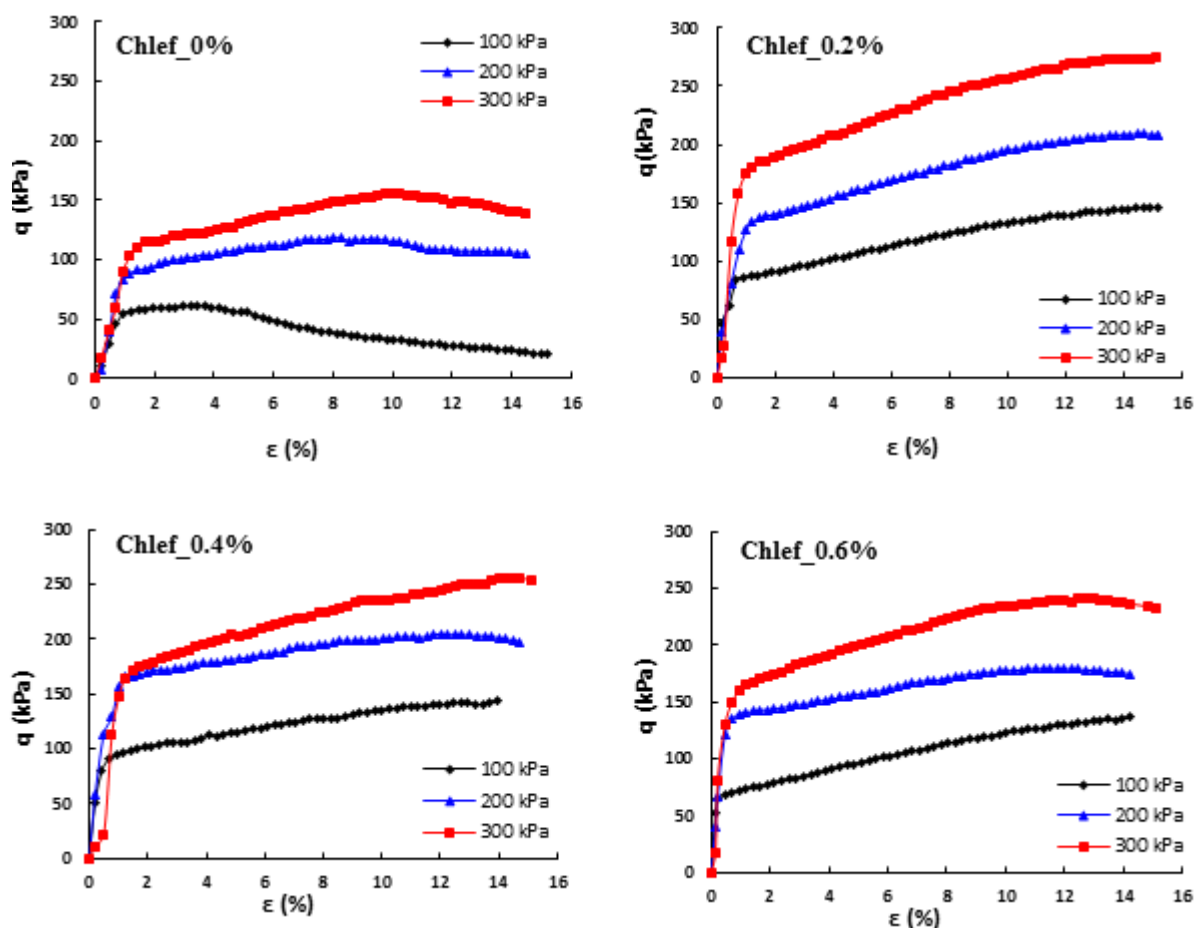 Chlef_0%
100 kPa
200 kPa
300 kPa
300
250
200
150
100
50
0
q (kPa)
0 2 4 6 8 10 12 14 16
ε (%)
Chlef_0.2%
300
250
200
150
100
50
0
q(kPa)
100 kPa
200 kPa
300 kPa
0 2 4 6 8 10 12 14 16
ε (%)
Chlef_0.4%
300
250
200
150
100
50
0
q (kPa)
100 kPa
200 kPa
300 kPa
0 2 4 6 8 10 12 14 16
ε (%)
Chlef_0.6%
300
250
200
150
100
50
0
q (kPa)
100 kPa
200 kPa
300 kPa
0 2 4 6 8 10 12 14 16
ε (%)